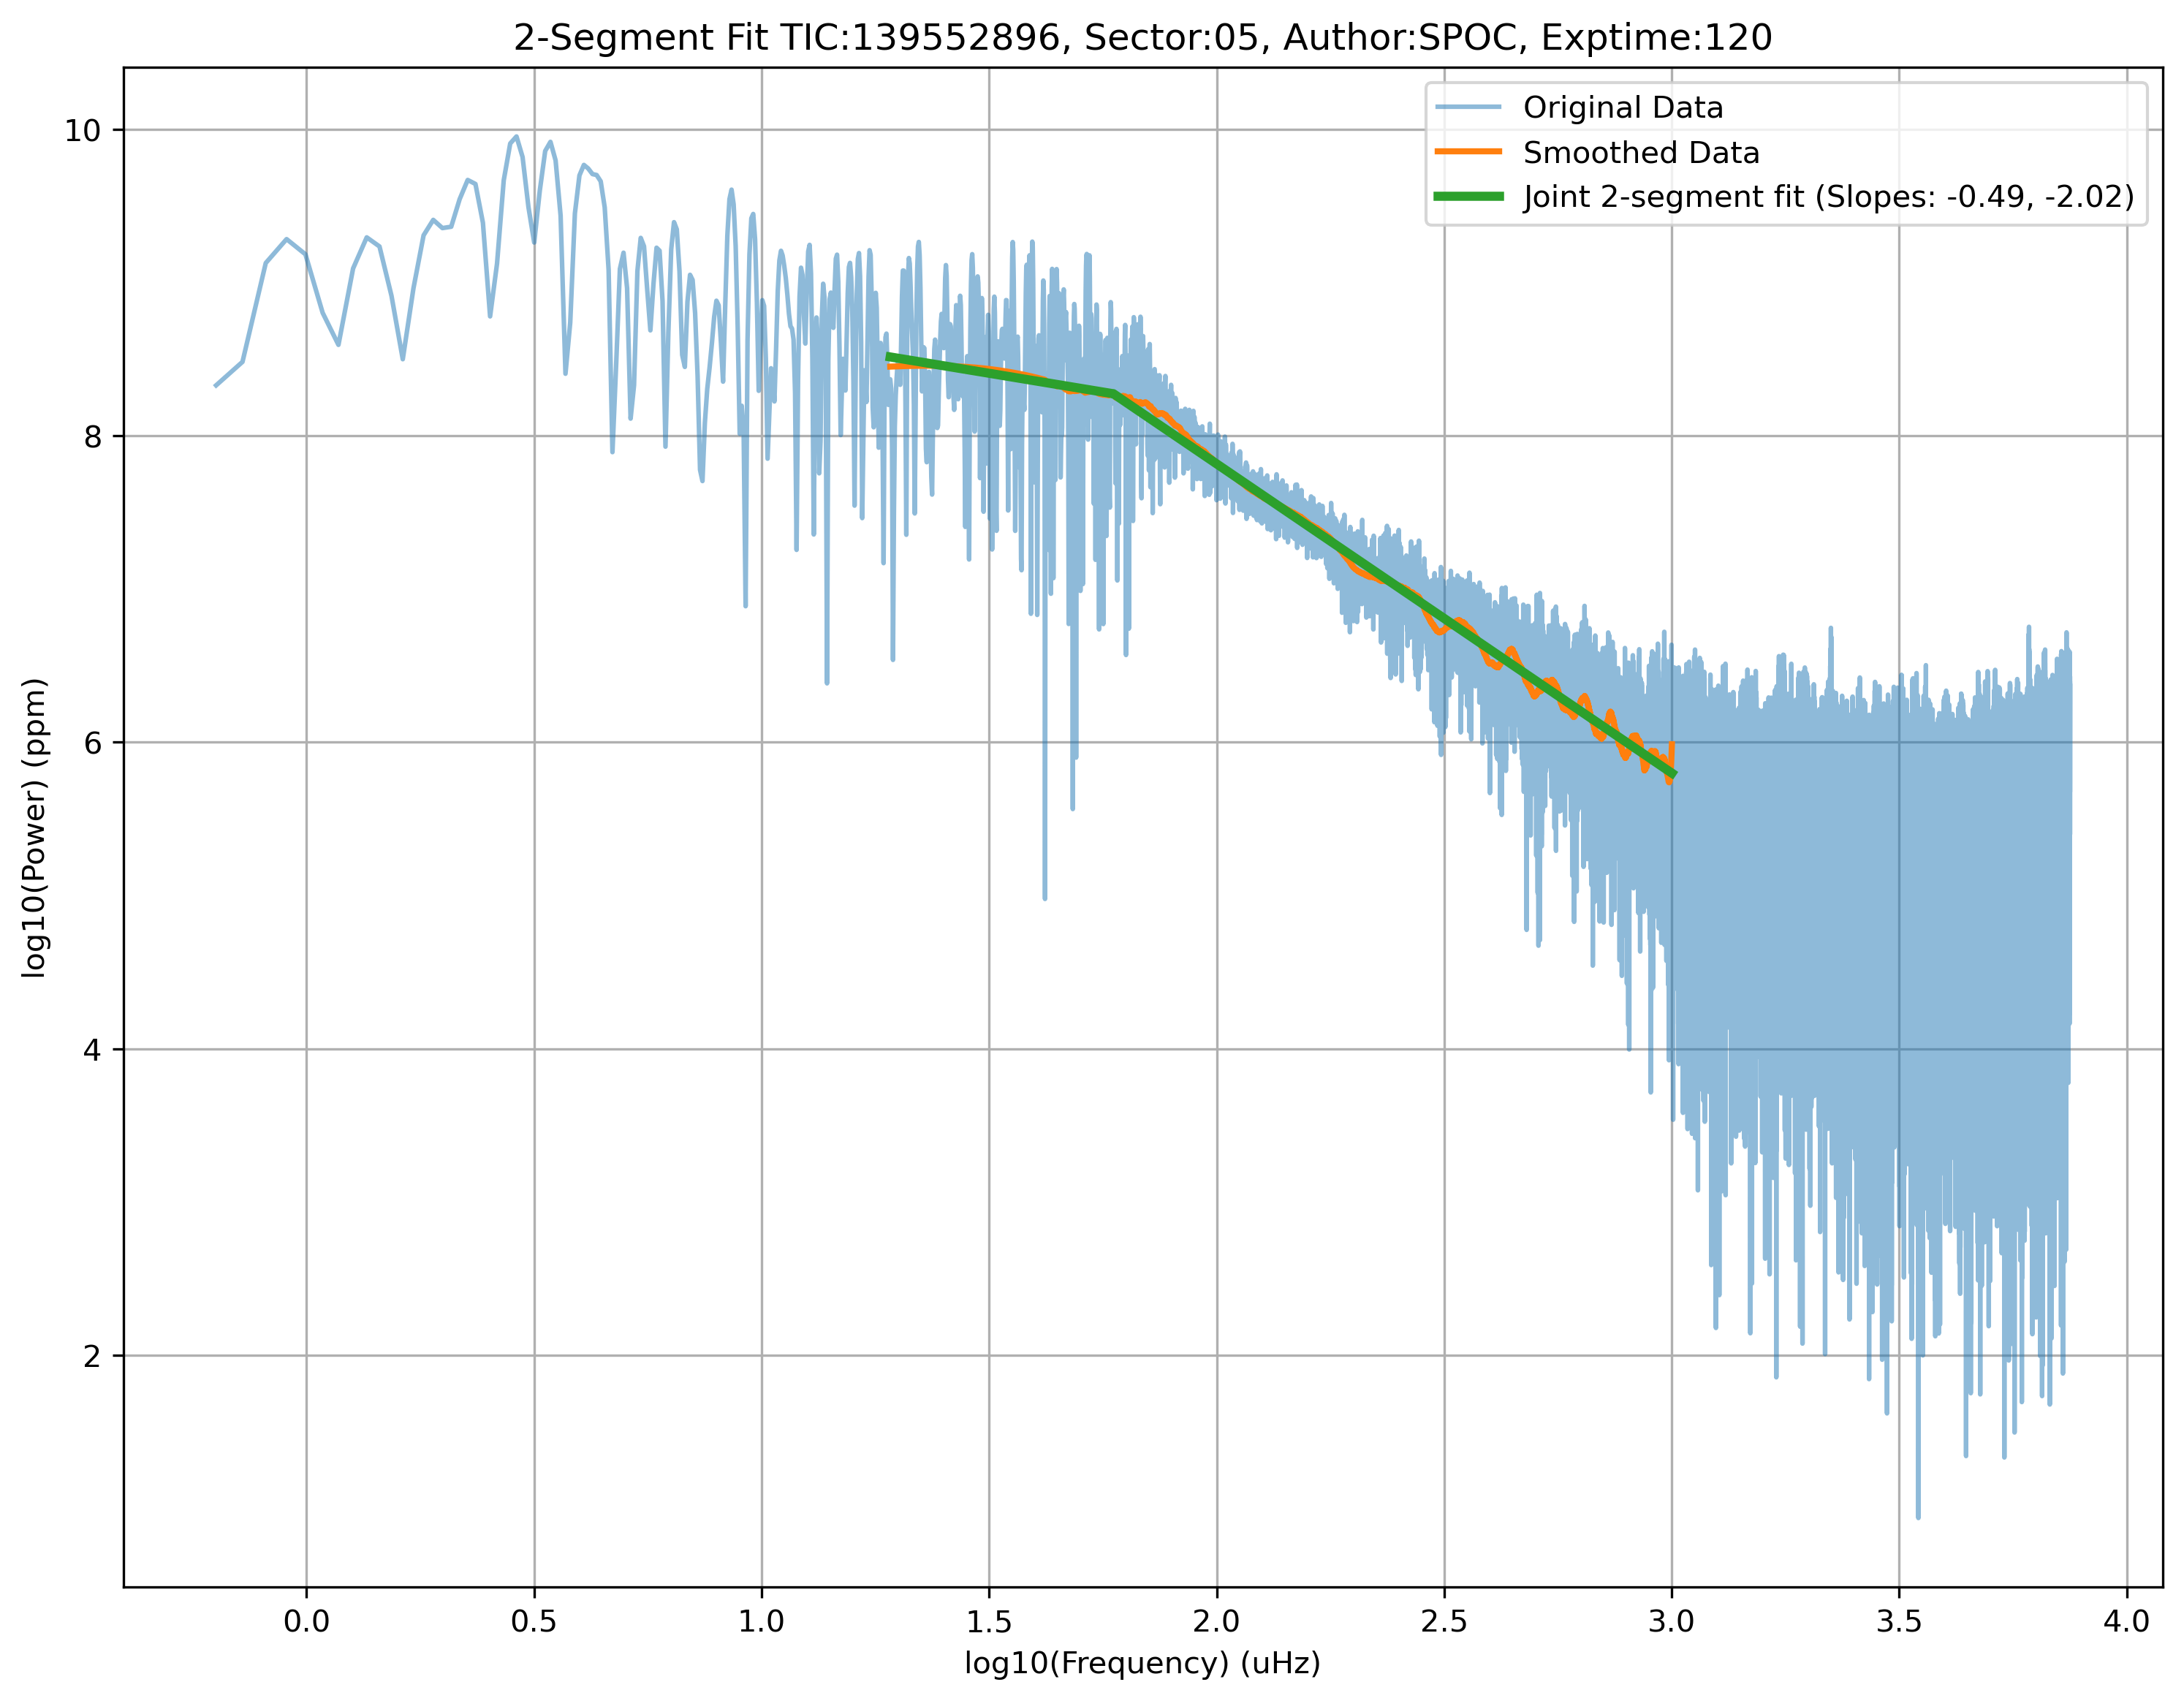 2-Segment Fit TIC:139552896, Sector:05, Author:SPOC, Exptime:120
Original Data
Smoothed Data
Joint 2-segment fit (Slopes: -0.49, -2.02)
log10(Power) (ppm)
10
8
6
4
2
0.0 0.5 1.0 1.5 2.0 2.5 3.0 3.5 4.0
log10(Frequency) (uHz)